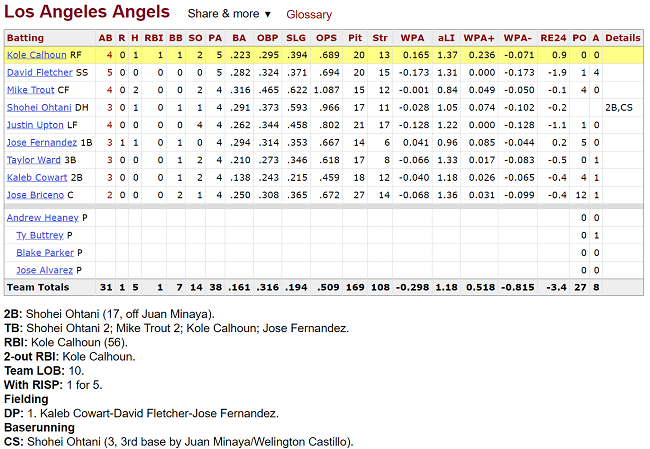 Los Angeles Angels Share & more ▼ Glossary
Batting AB R H RBI BB SO PA BA OBP SLG OPS Pit Str WPA aLI WPA+ WPA- RE24 PO A Details
Kole Calhoun RF 4 0 1 1 1 2 5 .223 .295 .394 .689 20 13 0.165 1.37 0.236 -0.071 0.9 0 0
David Fletcher SS 5 0 0 0 0 0 5 .282 .324 .371 .694 20 15 -0.173 1.31 0.000 -0.173 -1.9 1 4
Mike Trout CF 4 0 2 0 0 2 4 .316 .465 .622 1.087 15 12 -0.001 0.84 0.049 -0.050 -0.1 4 0
Shohei Ohtani DH 3 0 1 0 1 1 4 .291 .373 .593 .966 17 11 -0.028 1.05 0.074 -0.102 -0.2 2B,CS
Justin Upton LF 4 0 0 0 0 2 4 .262 .344 .458 .802 21 17 -0.128 1.22 0.000 -0.128 -1.1 1 0
Jose Fernandez 1B 3 1 1 0 1 0 4 .294 .314 .353 .667 14 6 0.041 0.96 0.085 -0.044 0.2 5 0
Taylor Ward 3B 3 0 0 0 1 2 4 .210 .273 .346 .618 17 8 -0.066 1.33 0.017 -0.083 -0.5 0 1
Kaleb Cowart 2B 3 0 0 0 1 2 4 .138 .243 .215 .459 18 12 -0.040 1.18 0.026 -0.065 -0.4 4 1
Jose Briceno C 2 0 0 0 2 1 4 .250 .308 .365 .672 27 14 -0.068 1.36 0.031 -0.099 -0.4 12 1
Andrew Heaney P 0 0
Ty Buttrey P 0 1
Blake Parker P 0 0
Jose Alvarez P 0 0
Team Totals 31 1 5 1 7 14 38 .161 .316 .194 .509 169 108 -0.298 1.18 0.518 -0.815 -3.4 27 8
2B: Shohei Ohtani (17, off Juan Minaya).
TB: Shohei Ohtani 2; Mike Trout 2; Kole Calhoun; Jose Fernandez.
RBI: Kole Calhoun (56).
2-out RBI: Kole Calhoun.
Team LOB: 10.
With RISP: 1 for 5.
Fielding
DP: 1. Kaleb Cowart-David Fletcher-Jose Fernandez.
Baserunning
CS: Shohei Ohtani (3, 3rd base by Juan Minaya/Welington Castillo).